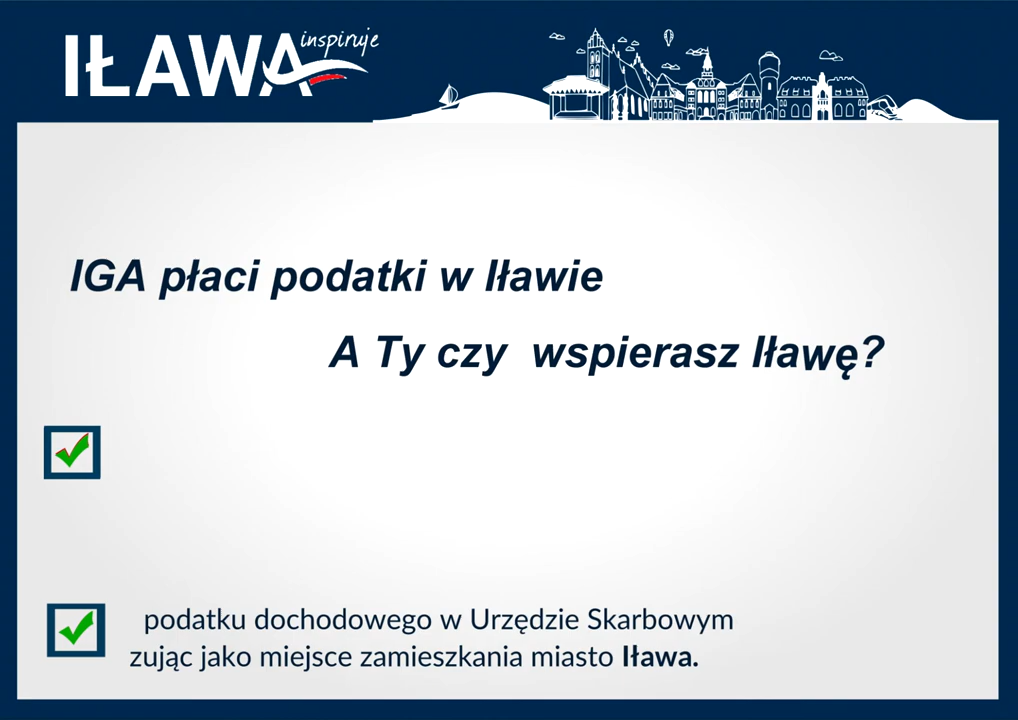 IŁAWA inspiruje
IGA płaci podatki w Iławie
A Ty czy wspierasz Iławę?
podatku dochodowego w Urzędzie Skarbowym
zując jako miejsce zamieszkania miasto Iława.